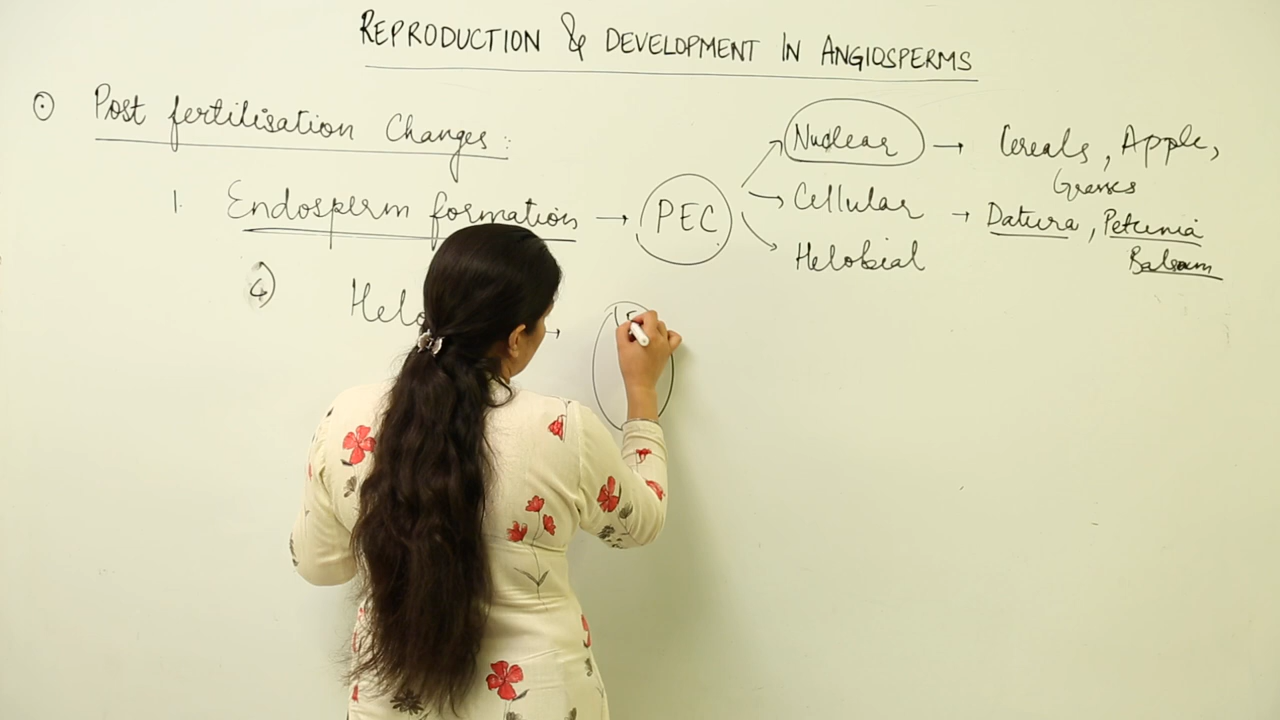 REPRODUCTION & DEVELOPMENT IN ANGIOSPERMS
Post fertilisation Changes:
1. Endosperm formation → PEC
Nuclear → Cereals, Apple,
Grasses
Cellular → Datura, Petunia
Balsam
Helobial
Helo